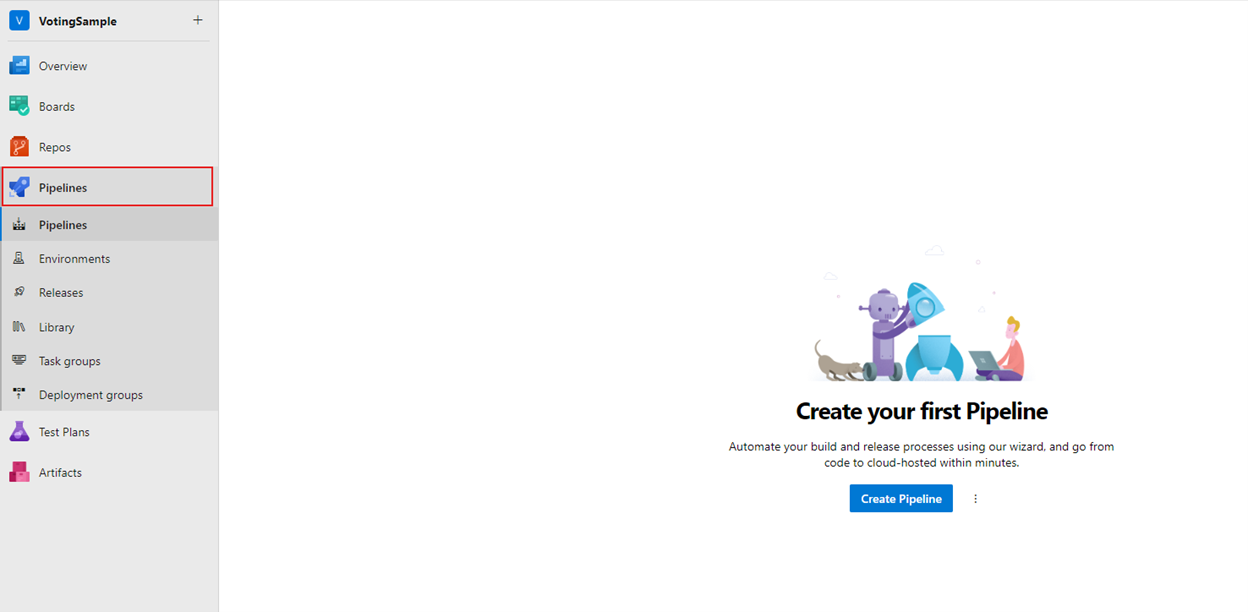 V VotingSample +
Overview
Boards
Repos
Pipelines
Pipelines
Environments
Releases
Library
Task groups
Deployment groups
Test Plans
Artifacts
Create your first Pipeline
Automate your build and release processes using our wizard, and go from
code to cloud-hosted within minutes.
Create Pipeline